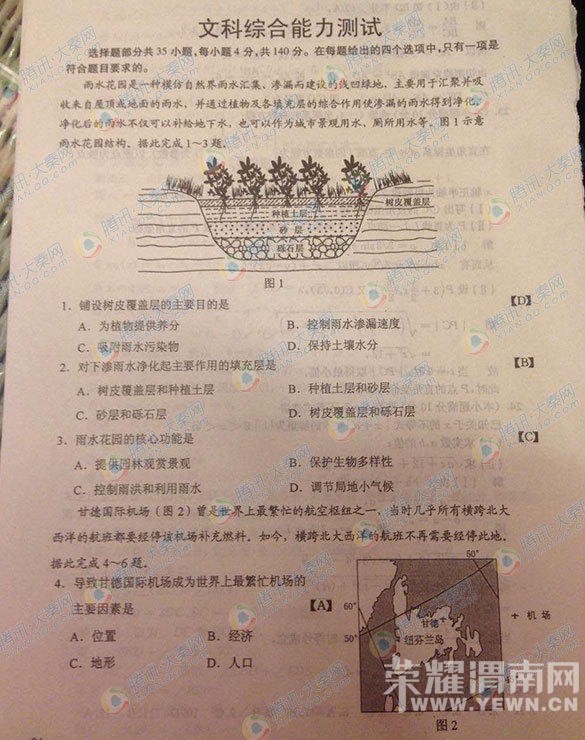 文科综合能力测试
选择题部分共35小题,每小题4分,共140分。在每题给出的四个选项中,只有一项是
符合题目要求的。
雨水花园是一种模仿自然界雨水汇集、渗漏而建设的浅凹绿地,主要用于汇聚并吸
收来自屋顶或地面的雨水,并通过植物及各填充层的综合作用使渗漏的雨水得到净化。
净化后的雨水不仅可以补给地下水,也可以作为城市景观用水、厕所用水等。图1示意
雨水花园结构,据此完成1~3题。
树皮覆盖层
种植土层
砂 层
砾石层
图1
1. 铺设树皮覆盖层的主要目的是 【D】
A. 为植物提供养分 B. 控制雨水渗漏速度
C. 吸附雨水污染物 D. 保持土壤水分
2. 对下渗雨水净化起主要作用的填充层是 【B】
A. 树皮覆盖层和种植土层 B. 种植土层和砂层
C. 砂层和砾石层 D. 树皮覆盖层和砾石层
3. 雨水花园的核心功能是 【C】
A. 提供园林观赏景观 B. 保护生物多样性
C. 控制雨洪和利用雨水 D. 调节局地小气候
甘德国际机场(图2)曾是世界上最繁忙的航空枢纽之一,当时几乎所有横跨北大
西洋的航班都要经停该机场补充燃料。如今,横跨北大西洋的航班不再需要经停此地。
据此完成4~6题。
4. 导致甘德国际机场成为世界上最繁忙机场的
主要因素是 【A】
A. 位置 B. 经济
C. 地形 D. 人口
50°
60°
50°
甘德
纽芬兰岛
+ 机场
图2
腾讯·大秦网
XIAN.QQ.COM
荣耀渭南网
WWW.YEWN.CN